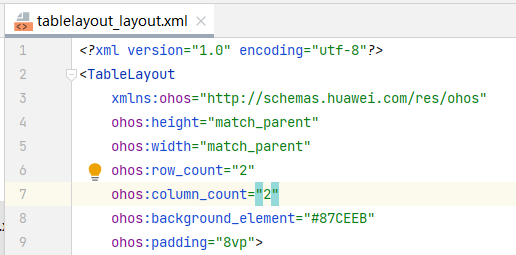 tablelayout_layout.xml
1 <?xml version="1.0" encoding="utf-8"?>
2 <TableLayout
3 xmlns:ohos="http://schemas.huawei.com/res/ohos"
4 ohos:height="match_parent"
5 ohos:width="match_parent"
6 ohos:row_count="2"
7 ohos:column_count="2"
8 ohos:background_element="#87CEEB"
9 ohos:padding="8vp">